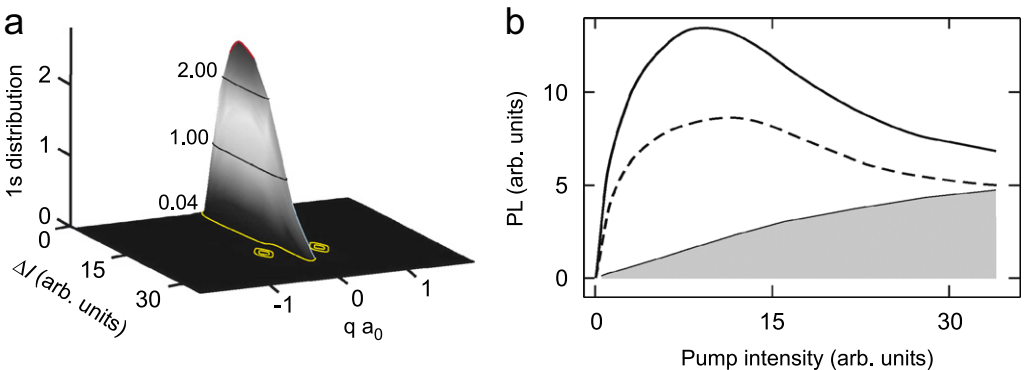 a
1s distribution
2
1
0
2.00
1.00
0.04
0
15
30
ΔI (arb. units)
-1
0
1
q a₀
b
PL (arb. units)
10
5
0
0
15
30
Pump intensity (arb. units)